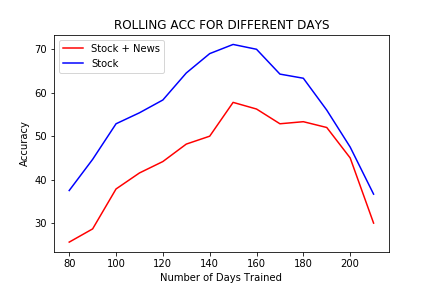 ROLLING ACC FOR DIFFERENT DAYS
Stock + News
Stock
Accuracy
70
60
50
40
30
80 100 120 140 160 180 200
Number of Days Trained